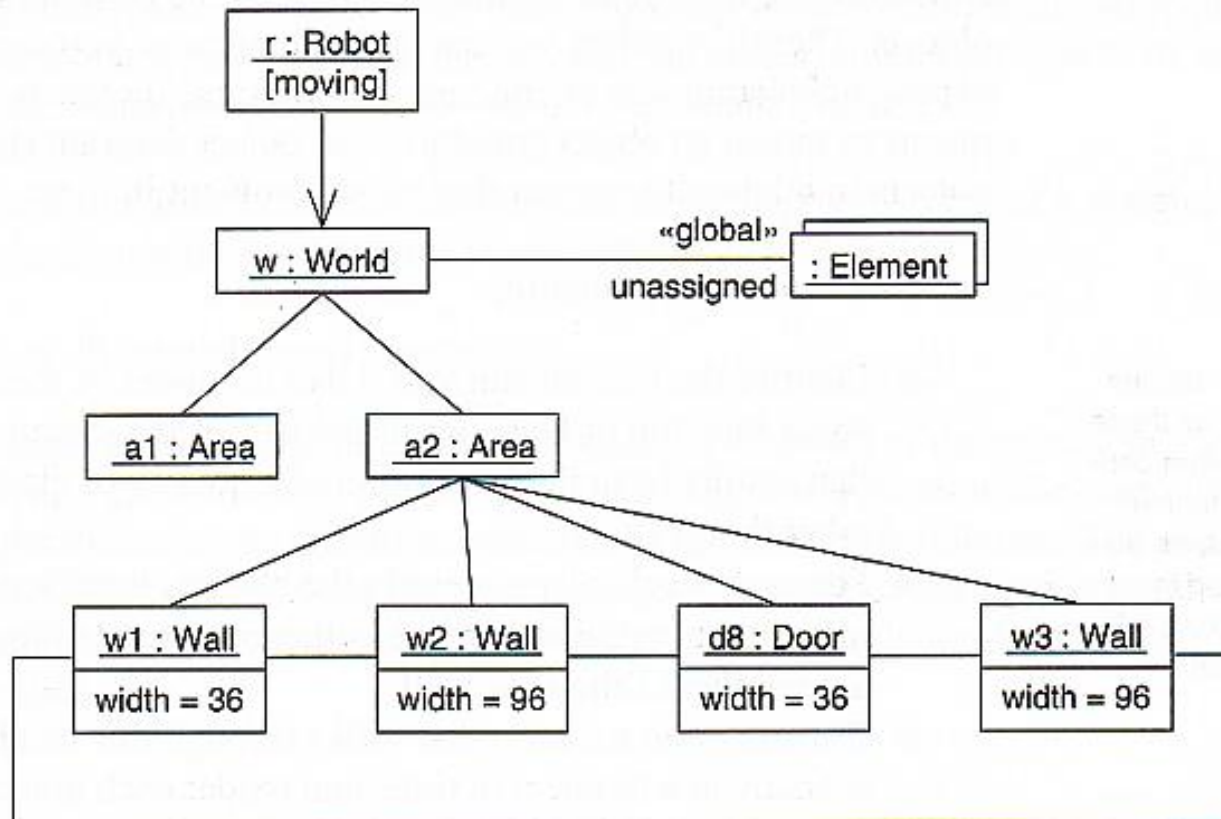 r : Robot
[moving]
w : World
«global»
unassigned
: Element
a1 : Area
a2 : Area
w1 : Wall
width = 36
w2 : Wall
width = 96
d8 : Door
width = 36
w3 : Wall
width = 96